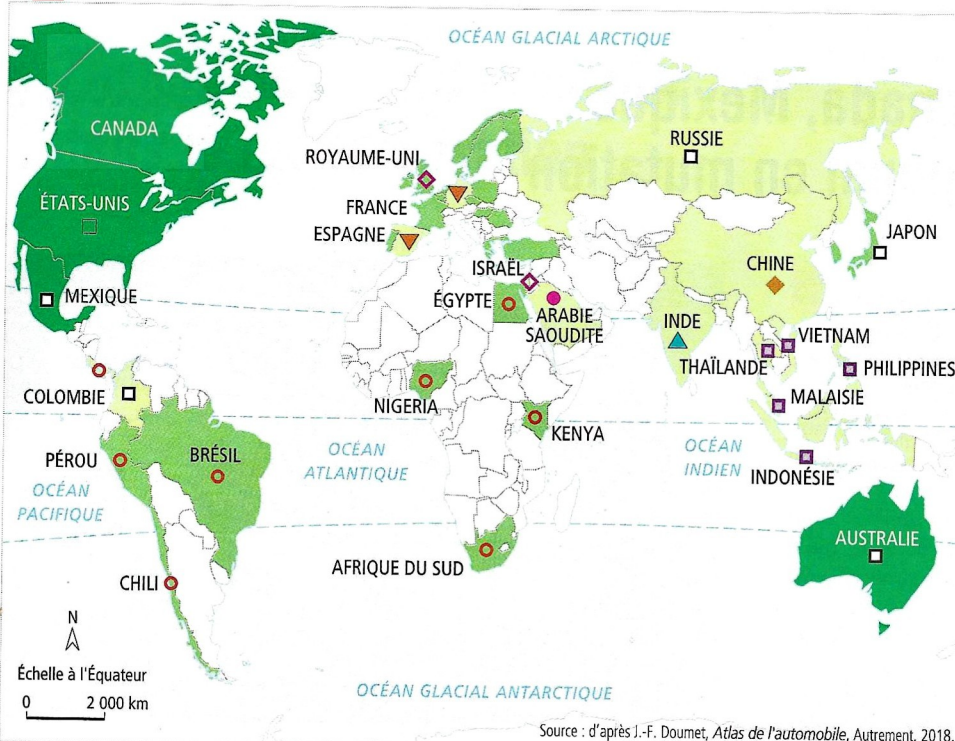 OCÉAN GLACIAL ARCTIQUE
CANADA
RUSSIE
ROYAUME-UNI
ÉTATS-UNIS
FRANCE
ESPAGNE
JAPON
ISRAËL
CHINE
MEXIQUE
ÉGYPTE
ARABIE
SAOUDITE
INDE
VIETNAM
THAÏLANDE
PHILIPPINES
COLOMBIE
NIGERIA
MALAISIE
KENYA
PÉROU
BRÉSIL
OCÉAN
ATLANTIQUE
OCÉAN
INDIEN
INDONÉSIE
OCÉAN
PACIFIQUE
AUSTRALIE
AFRIQUE DU SUD
CHILI
N
Échelle à l'Équateur
0 2 000 km
OCÉAN GLACIAL ANTARCTIQUE
Source : d'après J.-F. Doumet, Atlas de l'automobile, Autrement, 2018.